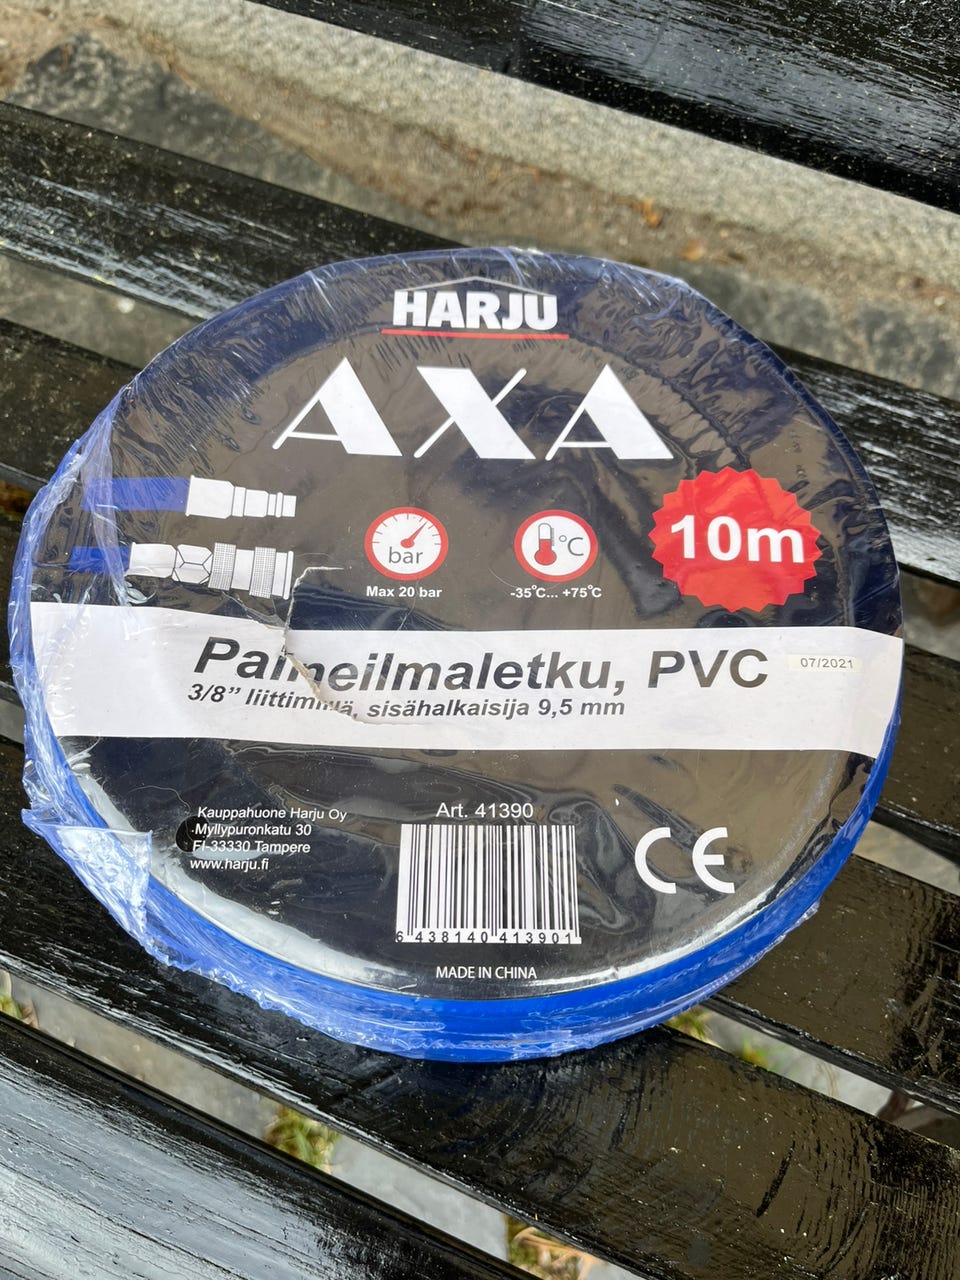 HARJU
AXA
bar
°C
10m
Max 20 bar
-35°C... +75°C
Paineilmaletku, PVC
07/2021
3/8” liittimillä, sisähalkaisija 9,5 mm
Kauppahuone Harju Oy
Myllypuronkatu 30
FI-33330 Tampere
www.harju.fi
Art. 41390
6 438140 413901
CE
MADE IN CHINA